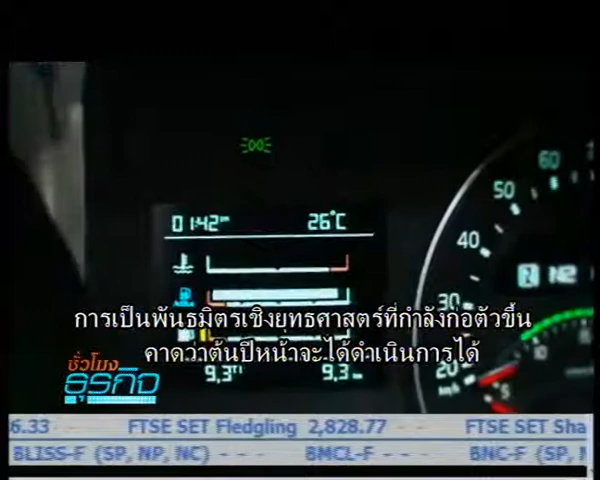 60
50
01:42 26°C
40
N2
การเป็นพันธมิตรเชิงยุทธศาสตร์ที่กำลังก่อตัวขึ้น
คาดว่าต้นปีหน้าจะได้ดำเนินการได้
30
10
20
km/h
5
9.3 9.3
ชั่วโมง
ธุรกิจ
6.33 - - FTSE SET Fledgling 2,828.77 - - FTSE SET Sha
BLISS-F (SP, NP, NC) - - - BMCL-F - - - BNC-F (SP, N